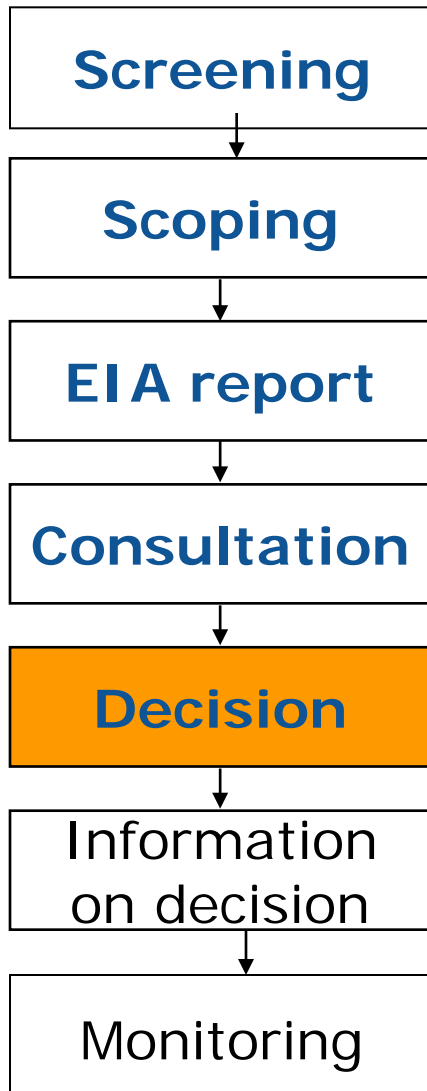 Screening
Scoping
EIA report
Consultation
Decision
Information
on decision
Monitoring